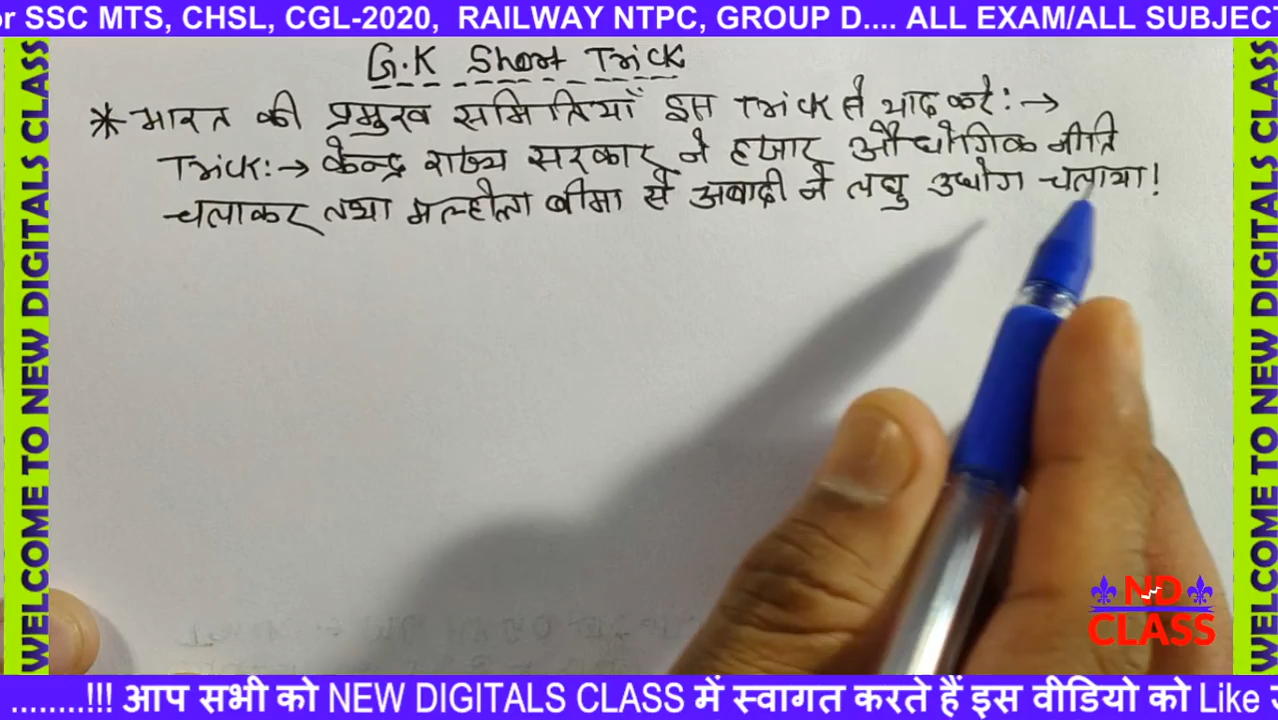 or SSC MTS, CHSL, CGL-2020, RAILWAY NTPC, GROUP D.... ALL EXAM/ALL SUBJECT
G.K Short Trick
* भारत की प्रमुख समितियाँ इस Trick से याद करे :→
Trick:→ केन्द्र राज्य सरकार ने हजार औधोगिक नीति
चलाकर तथा मल्होत्रा बीमा से अबादी ने लघु उधोग चलाया!
WELCOME TO NEW DIGITALS CLASS
WELCOME TO NEW DIGITALS CLASS
ND
CLASS
........!!! आप सभी को NEW DIGITALS CLASS में स्वागत करते हैं इस वीडियो को Like